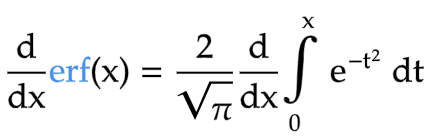 d/dx erf(x) = 2/√π d/dx ∫₀ˣ e^(-t²) dt